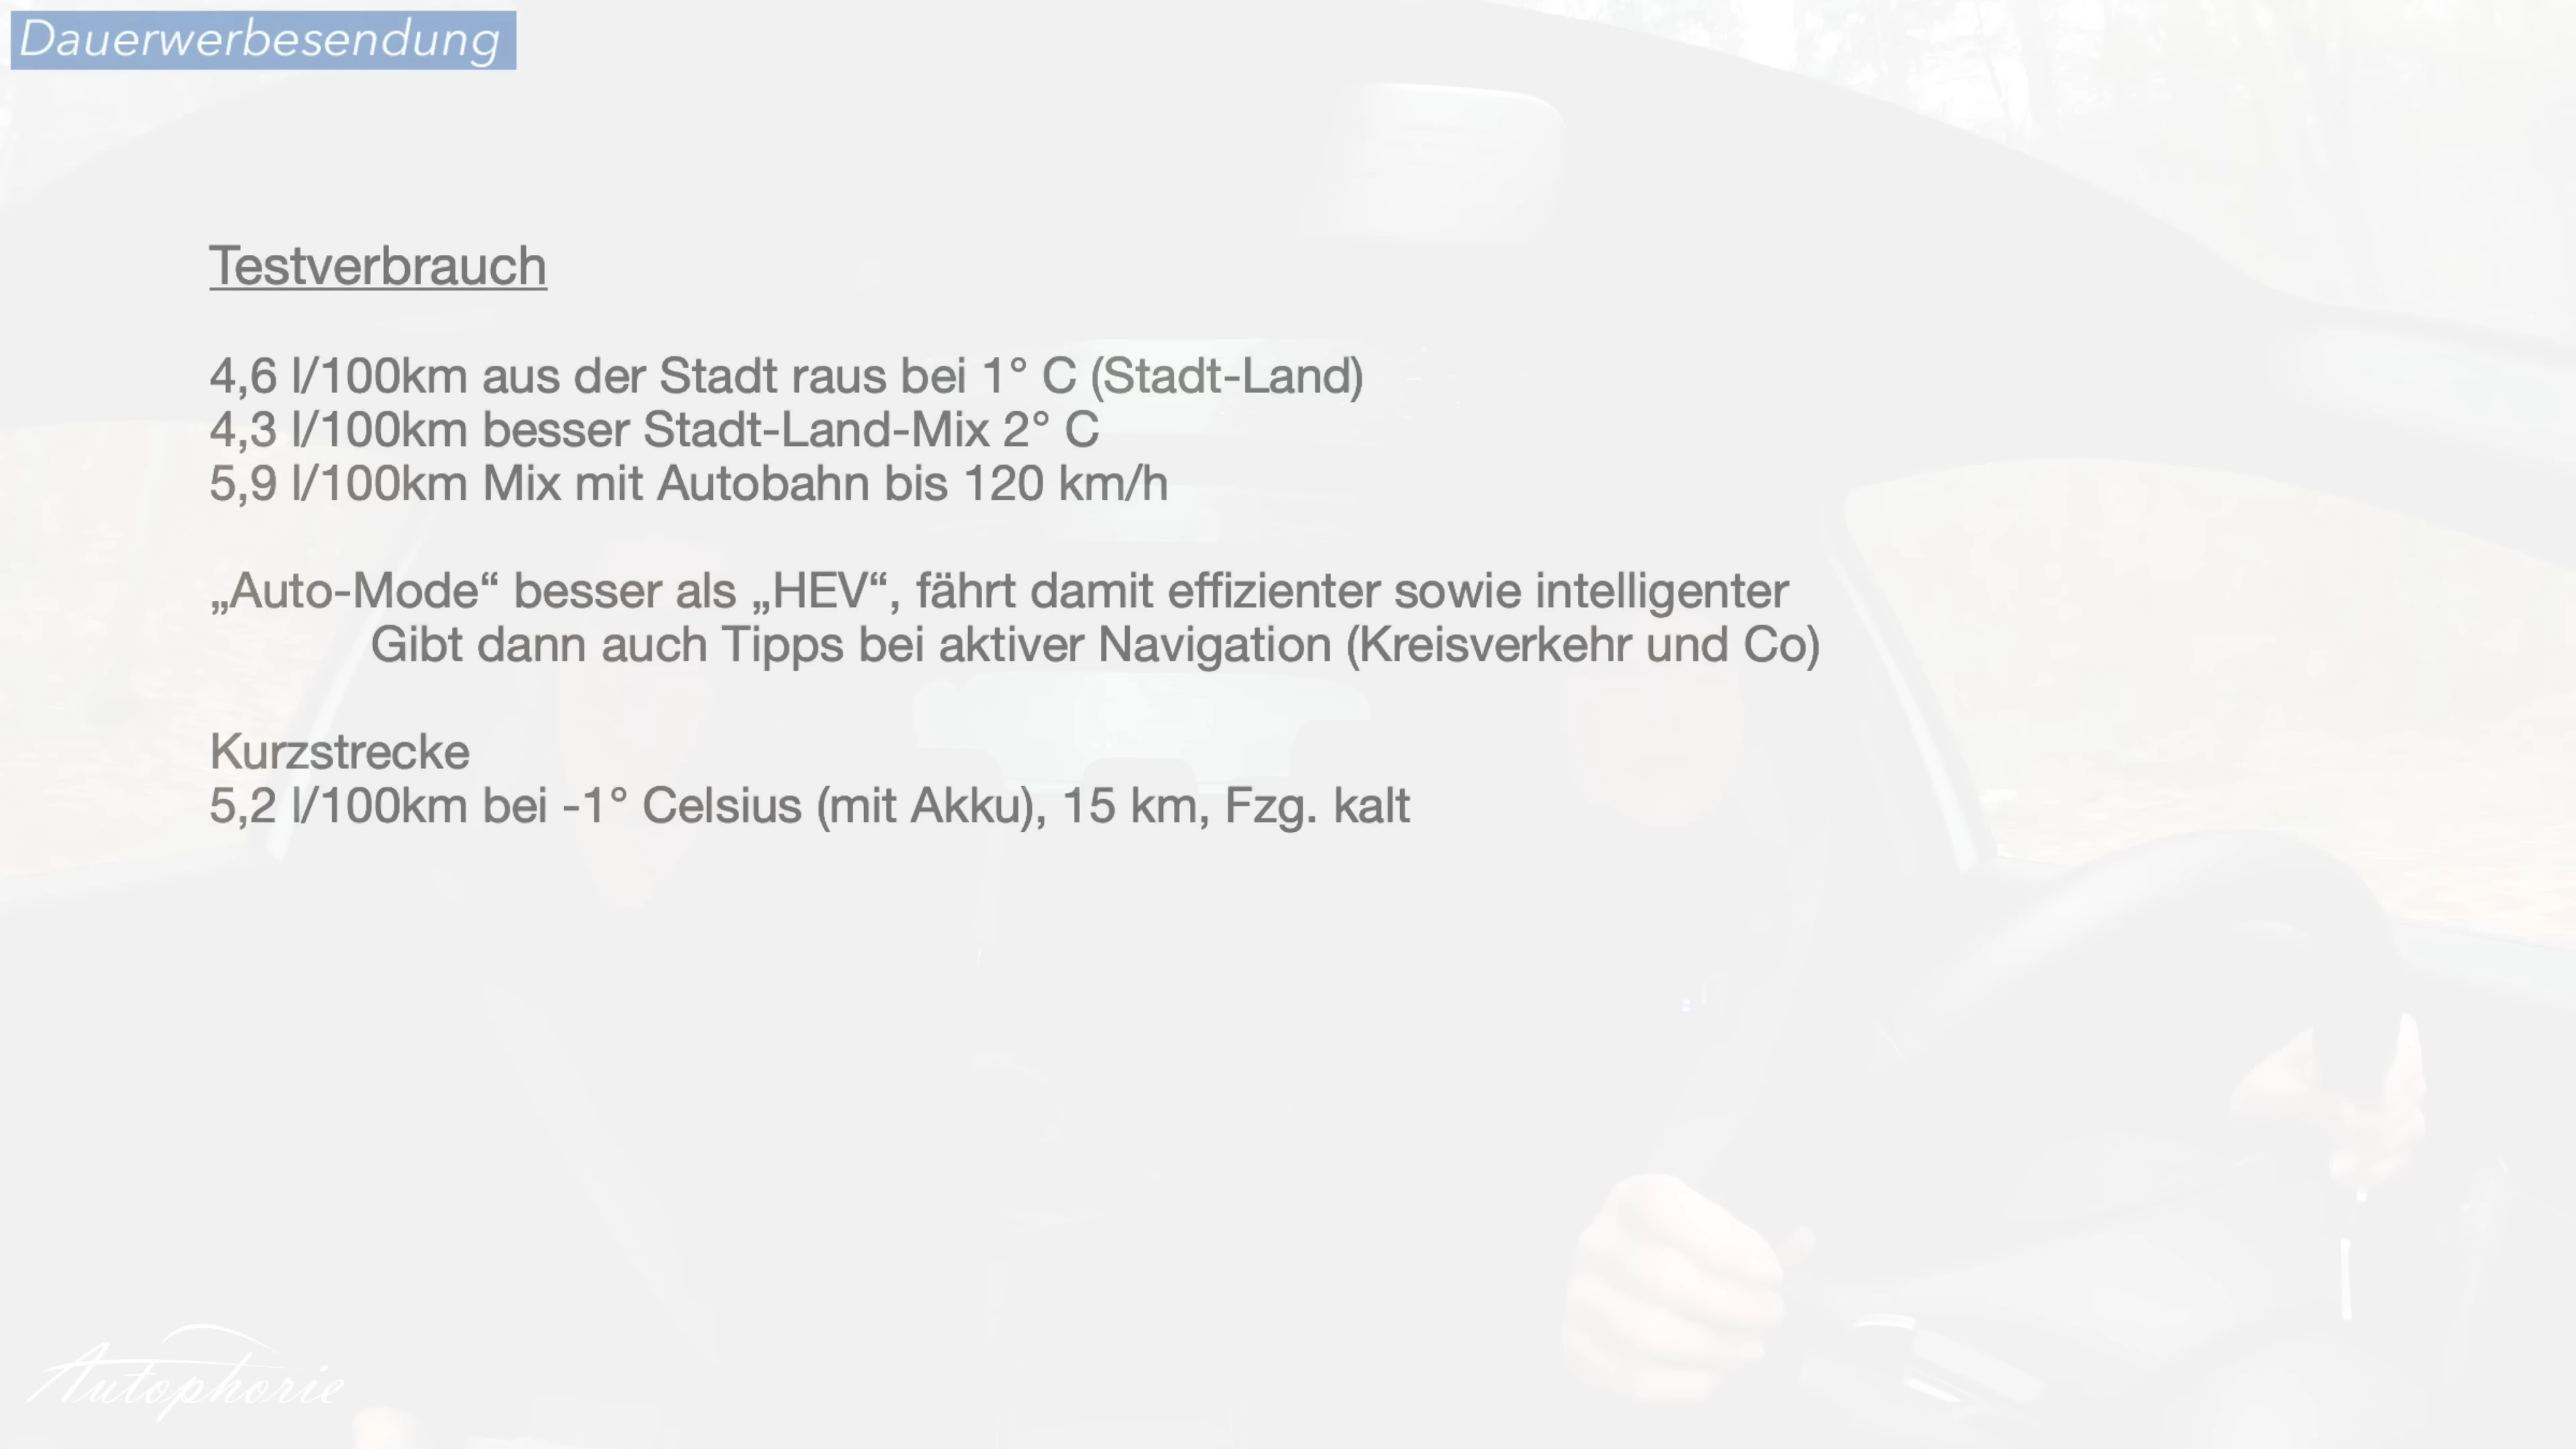 Dauerwerbesendung
Testverbrauch
4,6 l/100km aus der Stadt raus bei 1° C (Stadt-Land)
4,3 l/100km besser Stadt-Land-Mix 2° C
5,9 l/100km Mix mit Autobahn bis 120 km/h
„Auto-Mode“ besser als „HEV“, fährt damit effizienter sowie intelligenter
Gibt dann auch Tipps bei aktiver Navigation (Kreisverkehr und Co)
Kurzstrecke
5,2 l/100km bei -1° Celsius (mit Akku), 15 km, Fzg. kalt
Autophorie